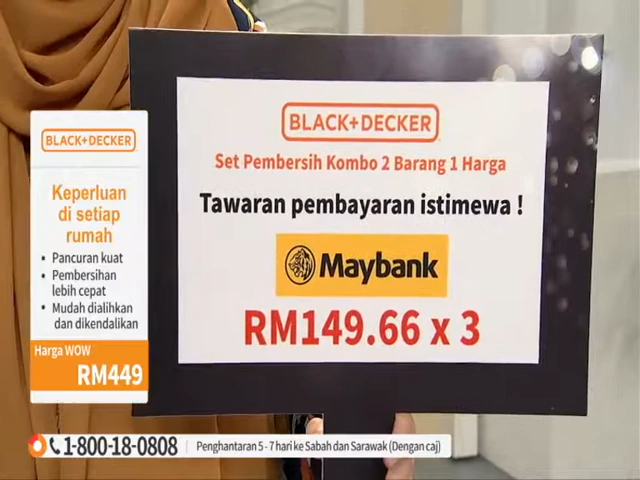 BLACK+DECKER
Set Pembersih Kombo 2 Barang 1 Harga
Tawaran pembayaran istimewa !
Maybank
RM149.66 x 3
BLACK+DECKER
Keperluan
di setiap
rumah
• Pancuran kuat
• Pembersihan
lebih cepat
• Mudah dialihkan
dan dikendalikan
Harga WOW
RM449
1-800-18-0808
Penghantaran 5 - 7 hari ke Sabah dan Sarawak (Dengan caj)